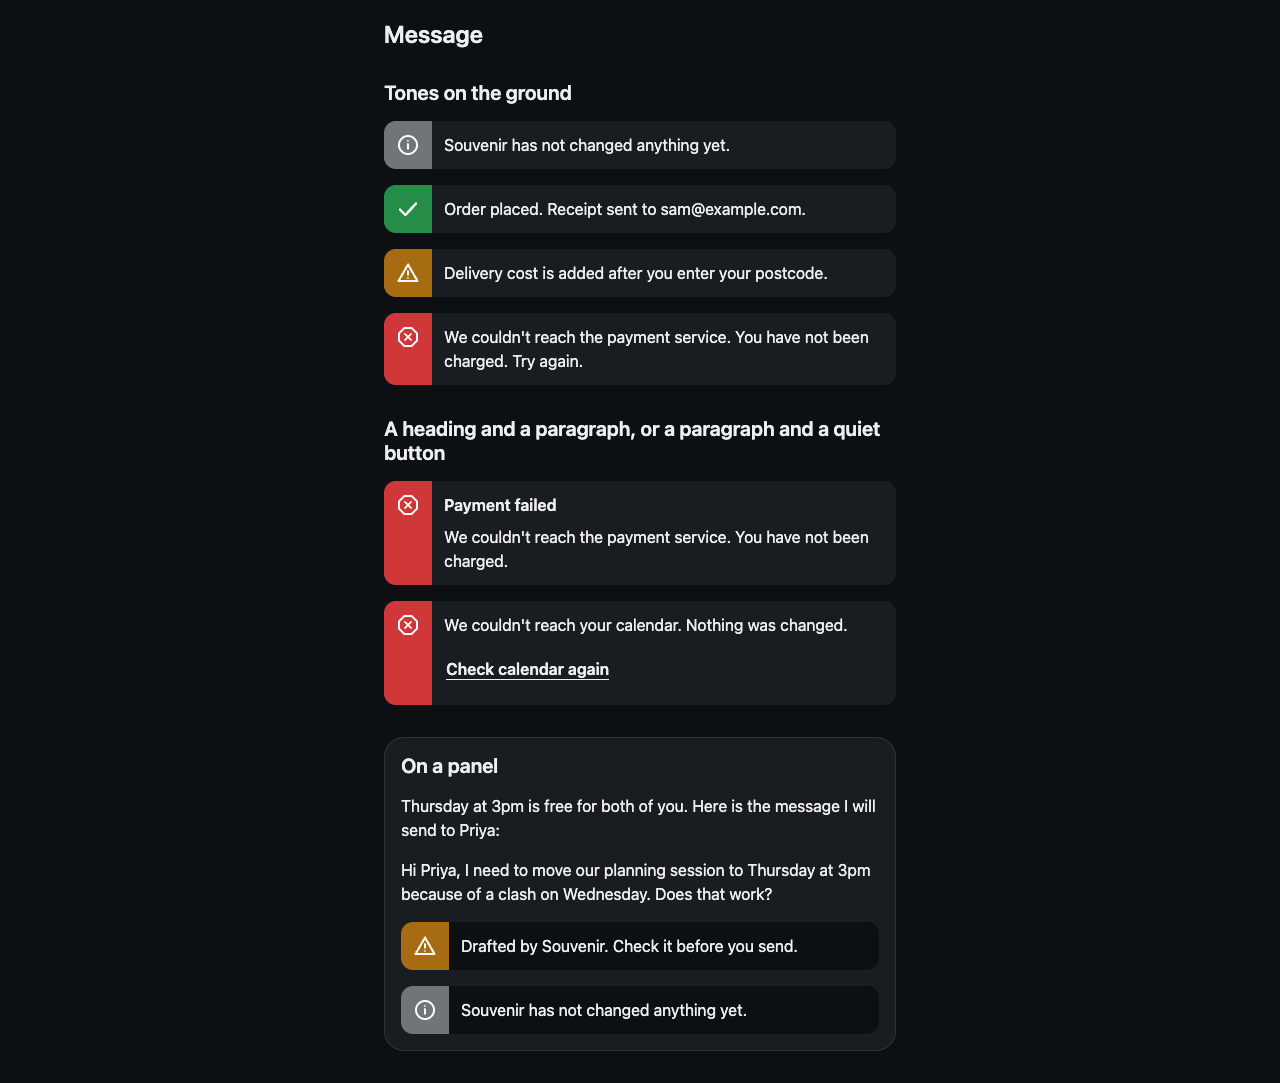 Message
Tones on the ground
Souvenir has not changed anything yet.
Order placed. Receipt sent to sam@example.com.
Delivery cost is added after you enter your postcode.
We couldn't reach the payment service. You have not been
charged. Try again.
A heading and a paragraph, or a paragraph and a quiet
button
Payment failed
We couldn't reach the payment service. You have not been
charged.
We couldn't reach your calendar. Nothing was changed.
Check calendar again
On a panel
Thursday at 3pm is free for both of you. Here is the message I will
send to Priya:
Hi Priya, I need to move our planning session to Thursday at 3pm
because of a clash on Wednesday. Does that work?
Drafted by Souvenir. Check it before you send.
Souvenir has not changed anything yet.